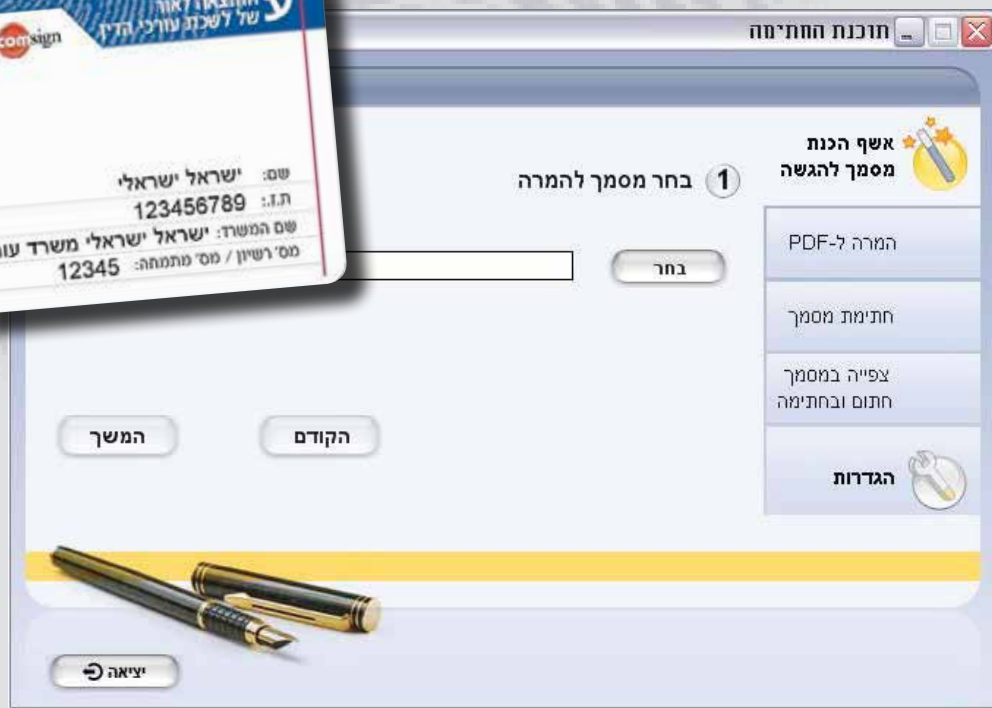 הוצאה לאור
של לשכת עורכי הדין
comsign
שם: ישראל ישראלי
ת.ז.: 123456789
שם המשרד: ישראל ישראלי משרד
מס' רשיון / מס' מתמחה: 12345
תוכנת החתימה
אשף הכנת
מסמך להגשה
המרה ל-PDF
חתימת מסמך
צפייה במסמך
חתום ובחתימה
הגדרות
1 בחר מסמך להמרה
בחר
הקודם
המשך
יציאה